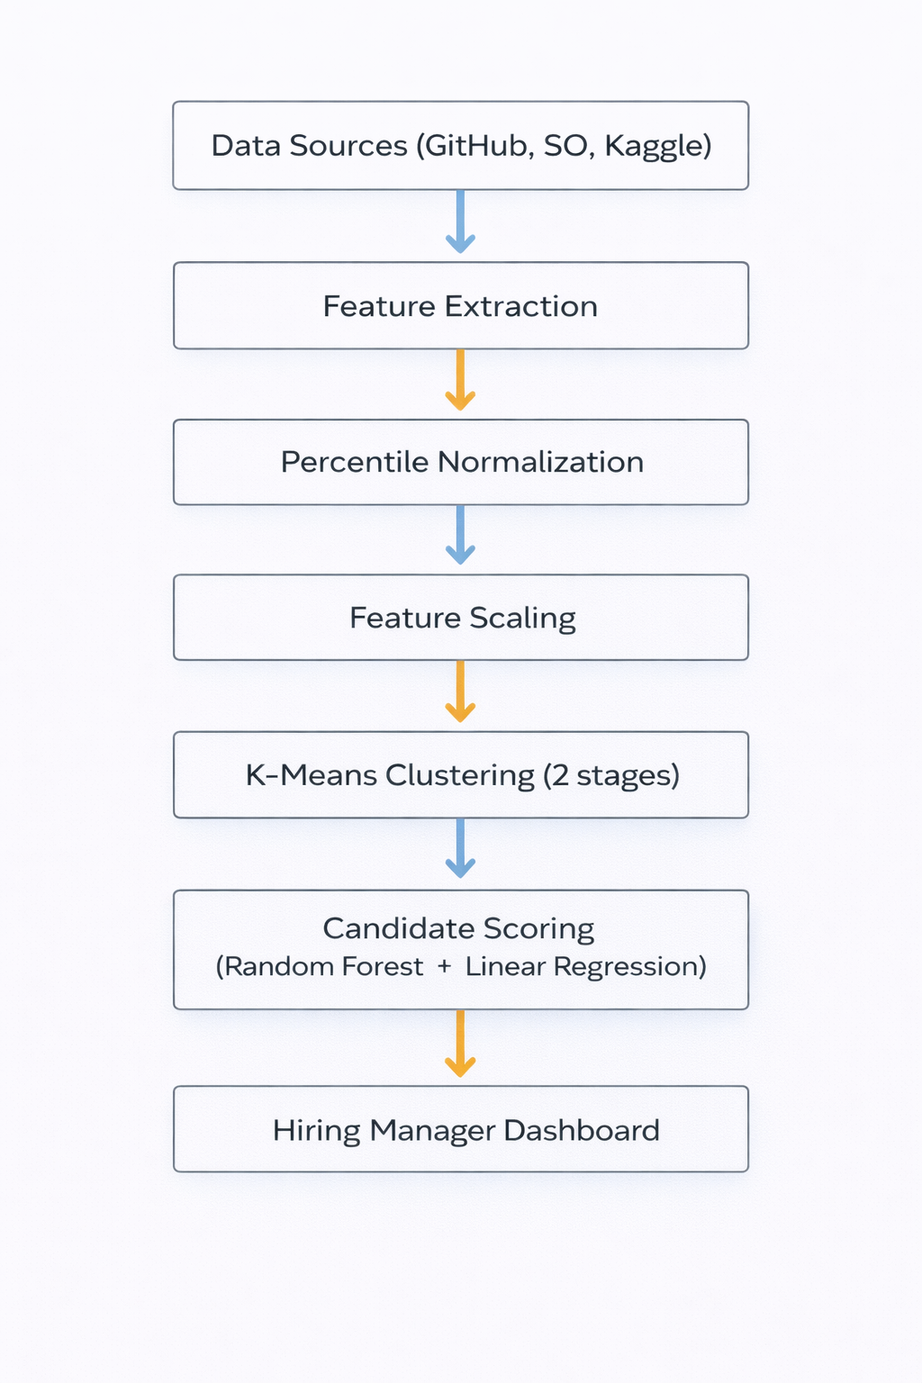 Data Sources (GitHub, SO, Kaggle)
Feature Extraction
Percentile Normalization
Feature Scaling
K-Means Clustering (2 stages)
Candidate Scoring
(Random Forest + Linear Regression)
Hiring Manager Dashboard